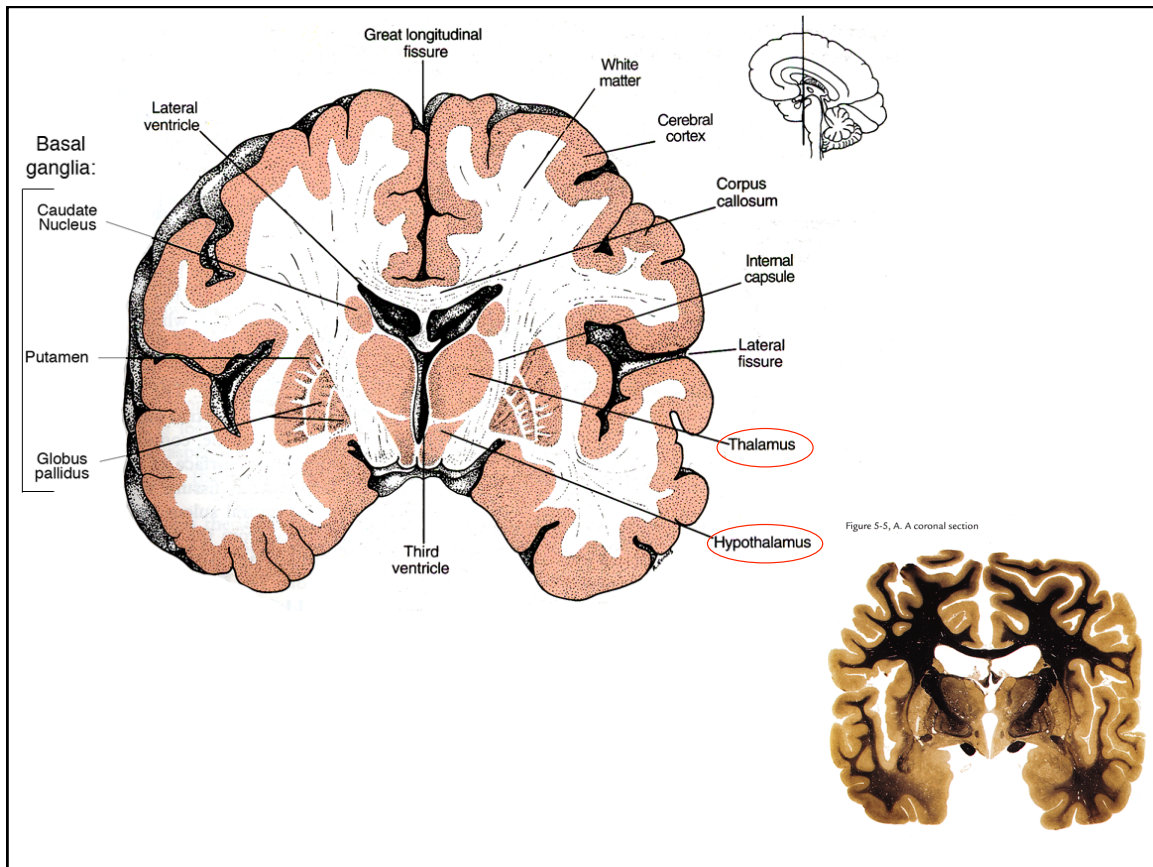 Great longitudinal
fissure
White
matter
Lateral
ventricle
Cerebral
cortex
Basal
ganglia:
Corpus
callosum
Caudate
Nucleus
Internal
capsule
Putamen
Lateral
fissure
Thalamus
Globus
pallidus
Hypothalamus
Third
ventricle
Figure 5-5, A. A coronal section